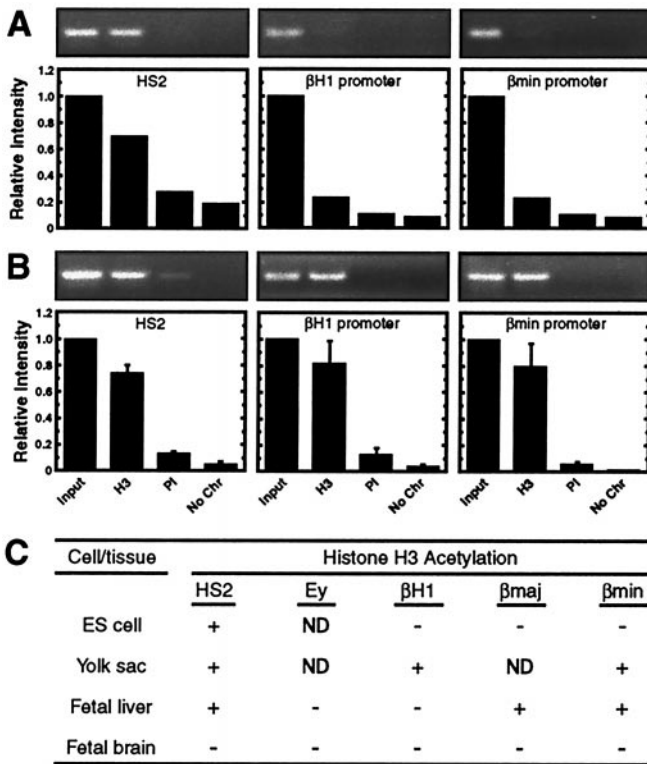 A
Relative Intensity
1.2
1.0
0.8
0.6
0.4
0.2
0
HS2
βH1 promoter
βmin promoter
B
Relative Intensity
1.2
1.0
0.8
0.6
0.4
0.2
0
HS2
βH1 promoter
βmin promoter
Input H3 PI No Chr
Input H3 PI No Chr
Input H3 PI No Chr
C
Cell/tissue Histone H3 Acetylation
HS2 Ey βH1 βmaj βmin
ES cell + ND - - -
Yolk sac + ND + ND +
Fetal liver + - - + +
Fetal brain - - - - -